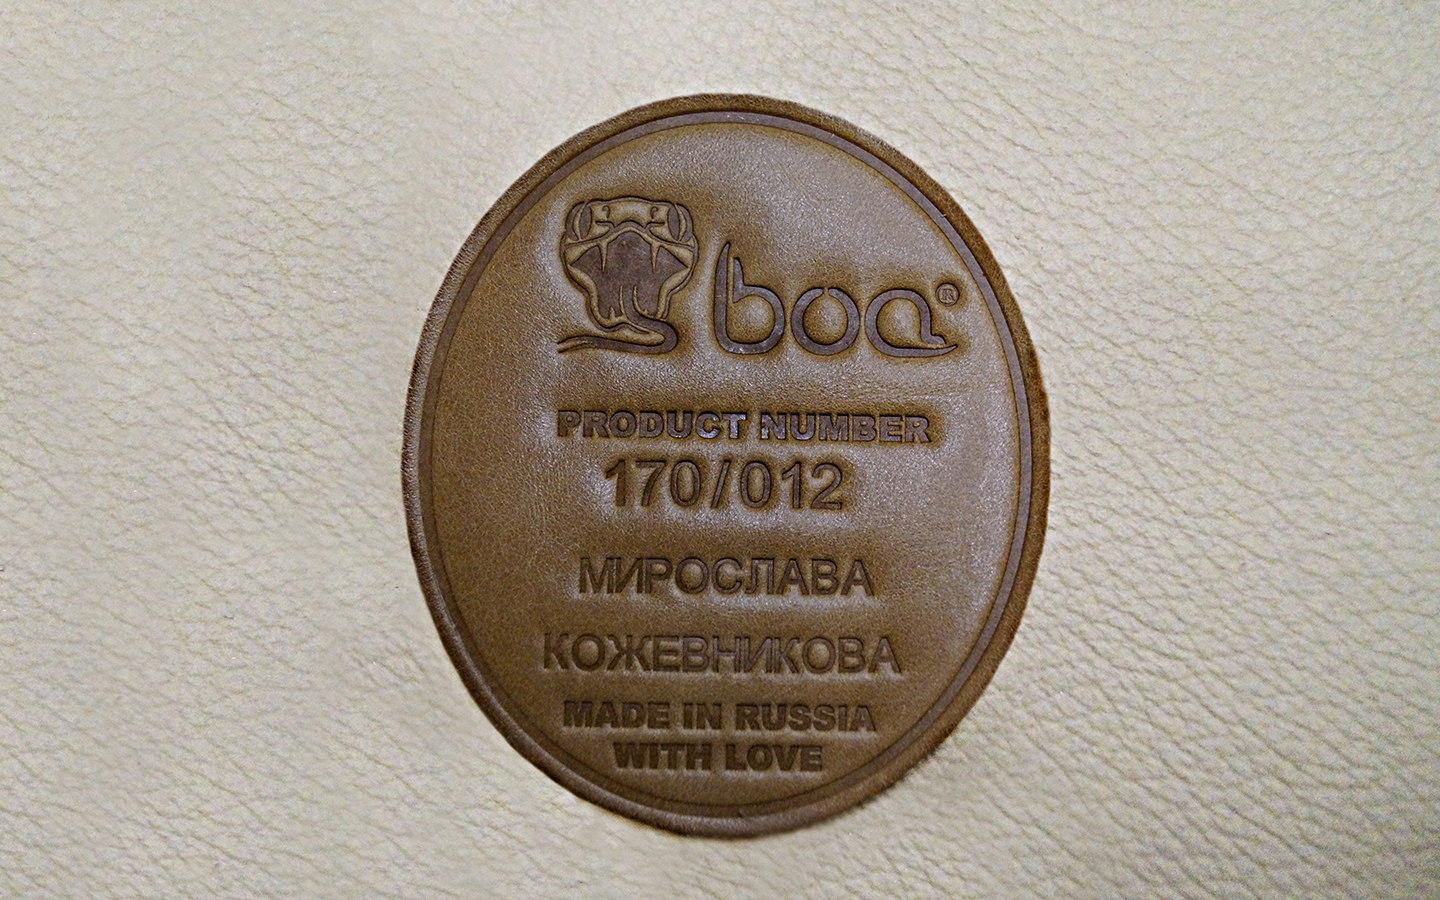 boa®
PRODUCT NUMBER
170/012
МИРОСЛАВА
КОЖЕВНИКОВА
MADE IN RUSSIA
WITH LOVE